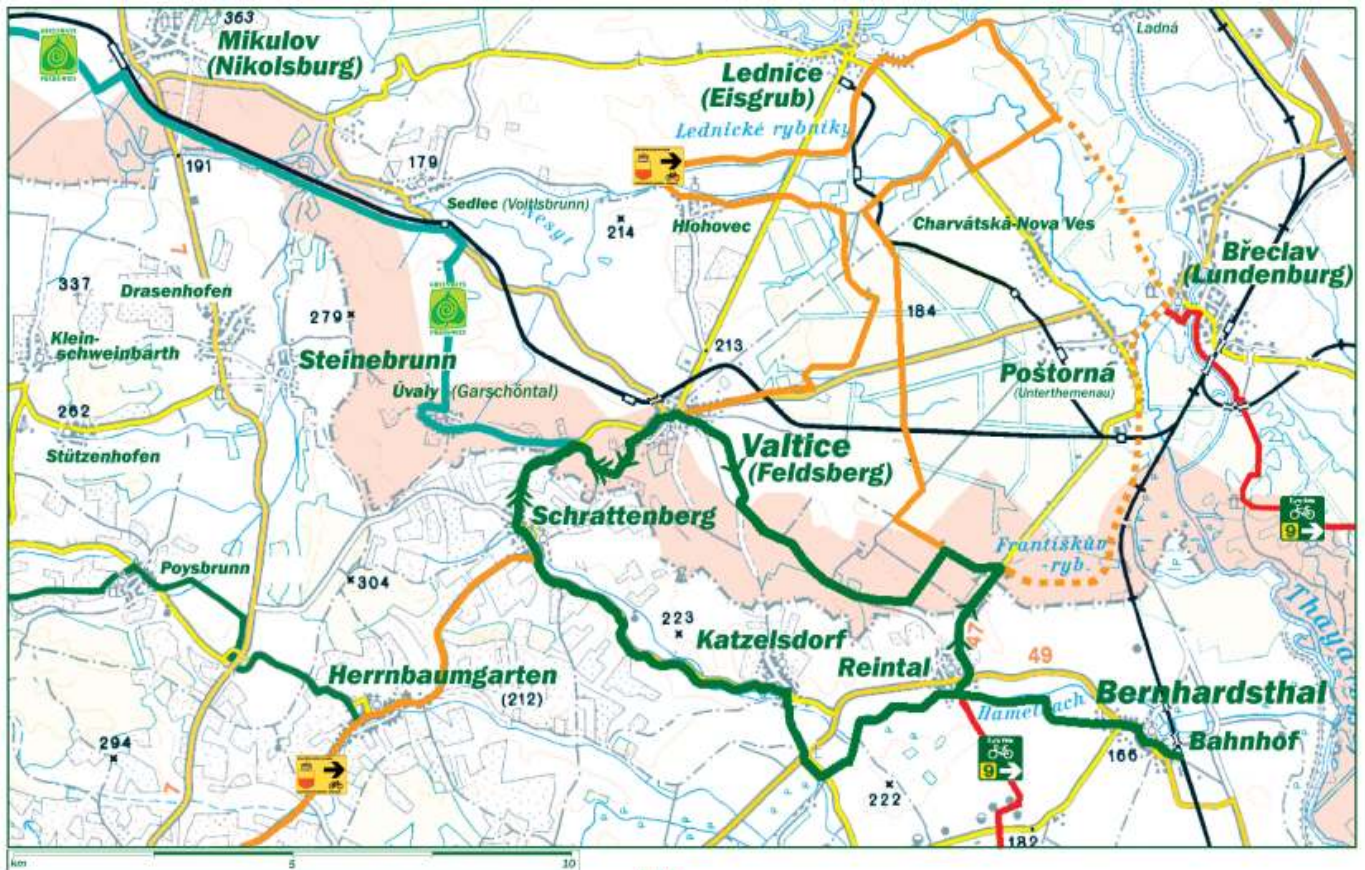 363
Mikulov
(Nikolsburg)
Ladná
Lednice
(Eisgrub)
Lednické rybníky
191
179
Sedlec (Voitlsbrunn)
Nesyt
214
Hlohovec
Charvátská-Nova Ves
Břeclav
(Lundenburg)
7
337
Drasenhofen
279
184
Klein-
schweinbarth
Steinebrunn
213
Poštorná
(Unterthemenau)
Úvaly (Garschöntal)
262
Stützenhofen
Valtice
(Feldsberg)
Schrattenberg
9
Františkův
-ryb.
Poysbrunn
304
Thaya
223
Katzelsdorf
47
Reintal
49
Herrnbaumgarten
(212)
Bernhardsthal
Hamelbach
294
Bahnhof
166
9
7
222
182
km
5
10